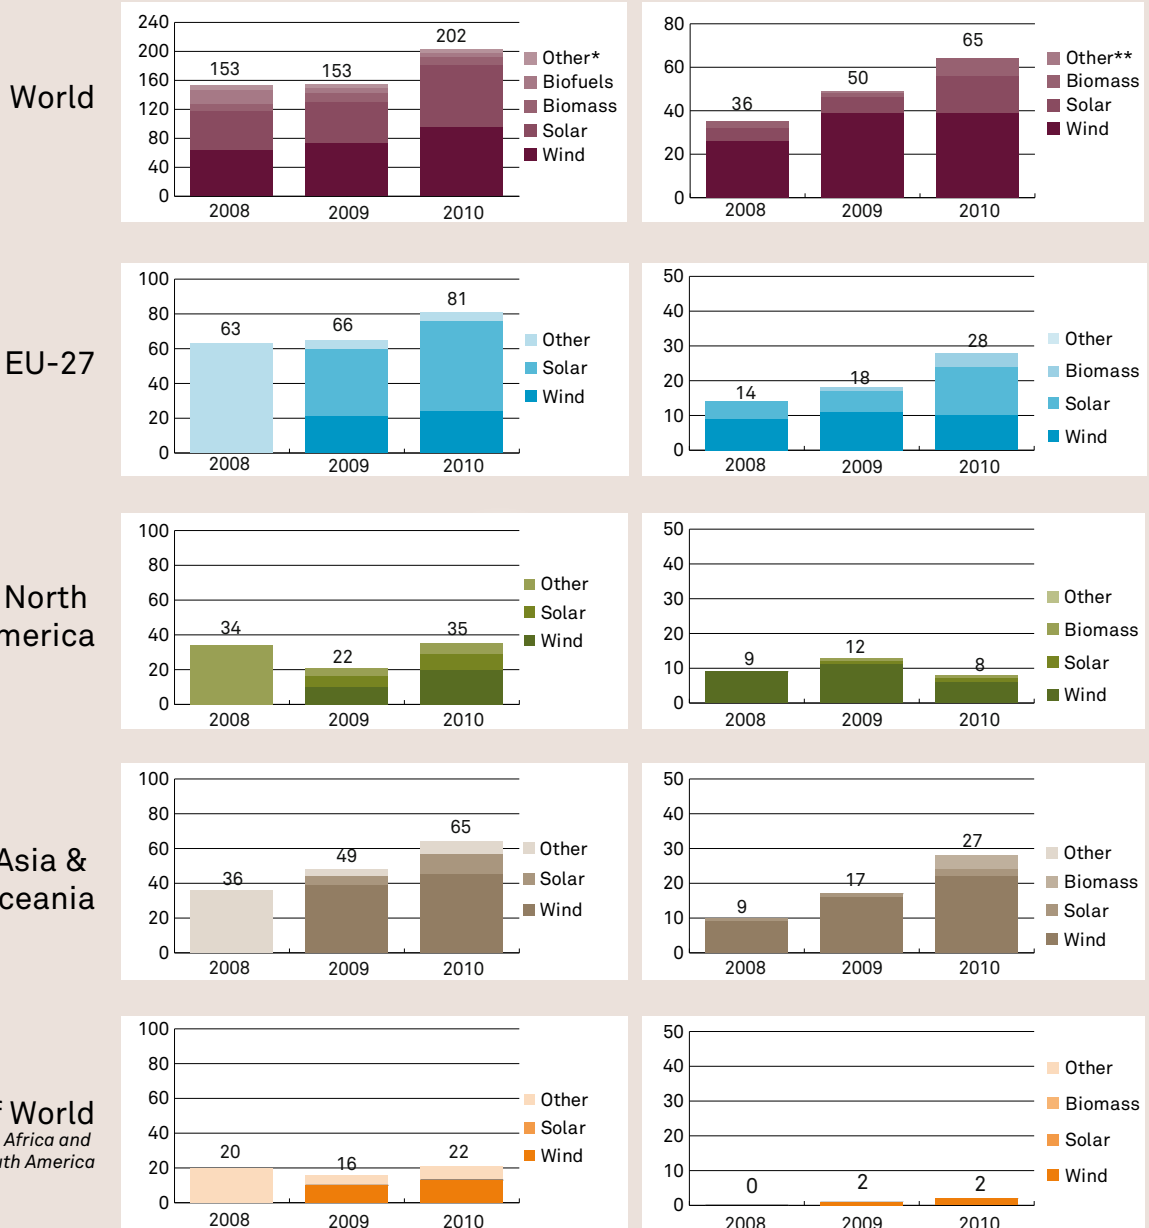 World
240
200
160
120
80
40
0
153
153
202
2008
2009
2010
Other*
Biofuels
Biomass
Solar
Wind
80
60
40
20
0
36
50
65
2008
2009
2010
Other**
Biomass
Solar
Wind
EU-27
100
80
60
40
20
0
63
66
81
2008
2009
2010
Other
Solar
Wind
50
40
30
20
10
0
14
18
28
2008
2009
2010
Other
Biomass
Solar
Wind
North
merica
100
80
60
40
20
0
34
22
35
2008
2009
2010
Other
Solar
Wind
50
40
30
20
10
0
9
12
8
2008
2009
2010
Other
Biomass
Solar
Wind
Asia &
ceania
100
80
60
40
20
0
36
49
65
2008
2009
2010
Other
Solar
Wind
50
40
30
20
10
0
9
17
27
2008
2009
2010
Other
Biomass
Solar
Wind
World
Africa and
th America
100
80
60
40
20
0
20
16
22
2008
2009
2010
Other
Solar
Wind
50
40
30
20
10
0
0
2
2
2008
2009
2010
Other
Biomass
Solar
Wind